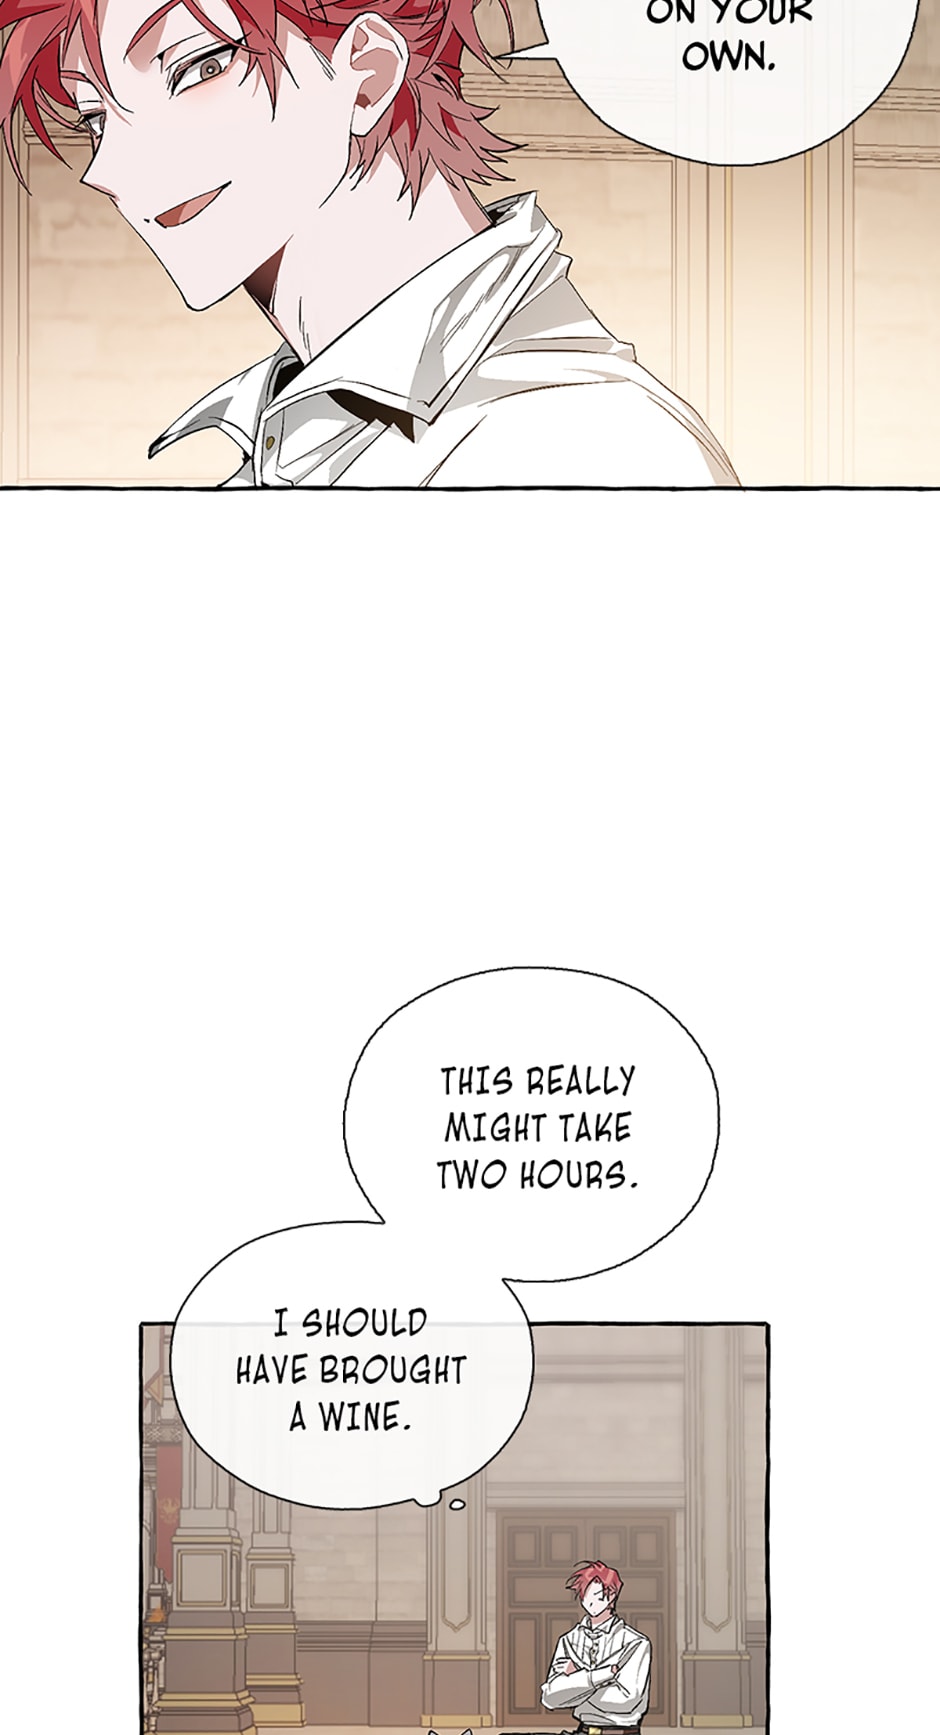 ON YOUR
OWN.
THIS REALLY
MIGHT TAKE
TWO HOURS.
I SHOULD
HAVE BROUGHT
A WINE.